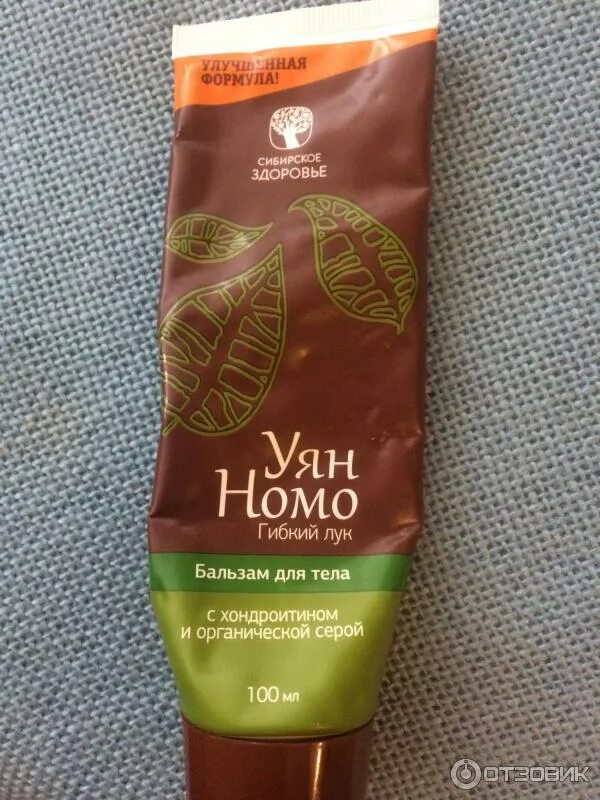 УЛУЧШЕННАЯ
ФОРМУЛА!
СИБИРСКОЕ
ЗДОРОВЬЕ
Уян
Номо
Гибкий лук
Бальзам для тела
с хондроитином
и органической серой
100 мл
ОТЗОВИК